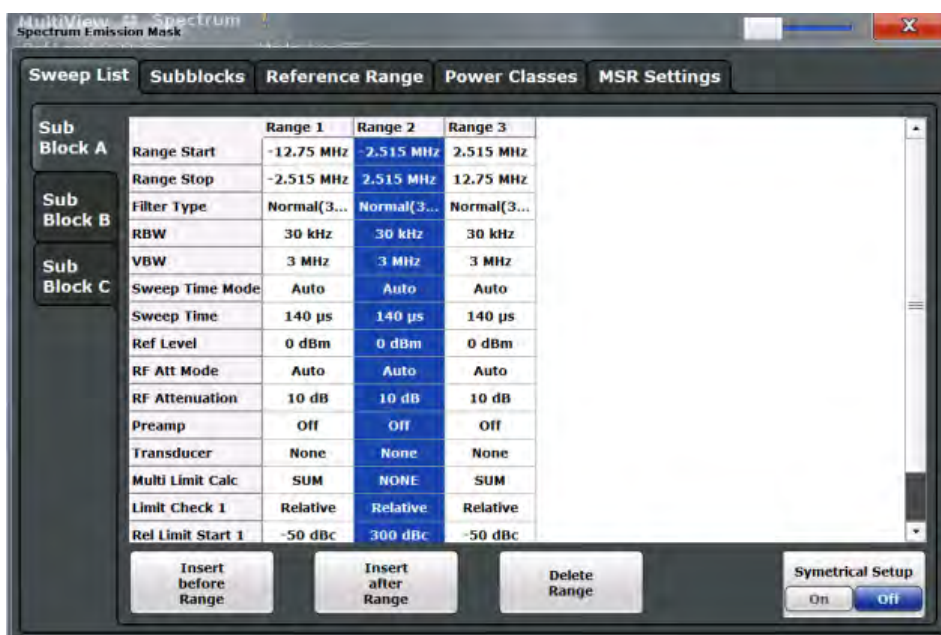 MultiView Spectrum
Spectrum Emission Mask
X
Sweep List Subblocks Reference Range Power Classes MSR Settings
Sub Block A
Sub Block B
Sub Block C
Range 1 Range 2 Range 3
Range Start -12.75 MHz -2.515 MHz 2.515 MHz
Range Stop -2.515 MHz 2.515 MHz 12.75 MHz
Filter Type Normal(3... Normal(3... Normal(3...
RBW 30 kHz 30 kHz 30 kHz
VBW 3 MHz 3 MHz 3 MHz
Sweep Time Mode Auto Auto Auto
Sweep Time 140 µs 140 µs 140 µs
Ref Level 0 dBm 0 dBm 0 dBm
RF Att Mode Auto Auto Auto
RF Attenuation 10 dB 10 dB 10 dB
Preamp Off Off Off
Transducer None None None
Multi Limit Calc SUM NONE SUM
Limit Check 1 Relative Relative Relative
Rel Limit Start 1 -50 dBc 300 dBc -50 dBc
Insert before Range
Insert after Range
Delete Range
Symetrical Setup
On Off